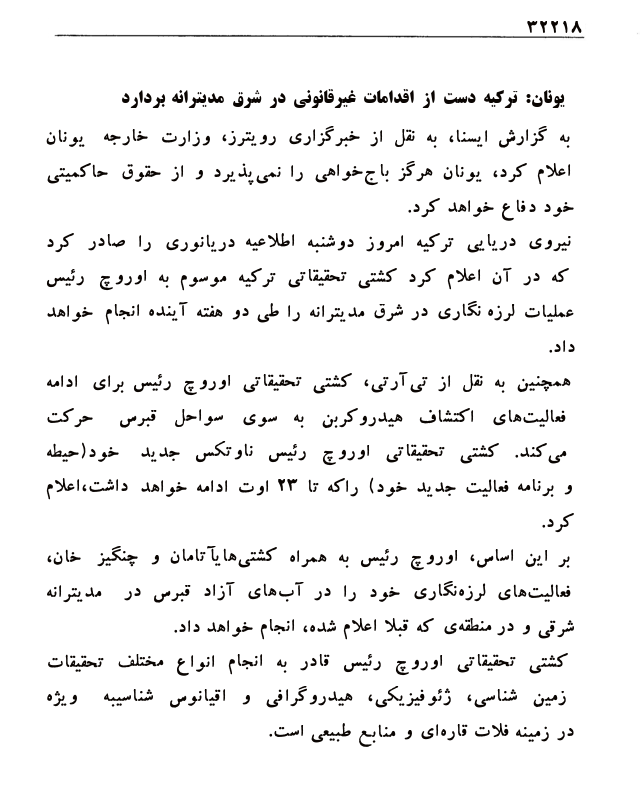 ۳۲۲۱۸
یونان: ترکیه دست از اقدامات غیرقانونی در شرق مدیترانه بردارد
به گزارش ایسنا، به نقل از خبرگزاری رویترز، وزارت خارجه یونان
اعلام کرد، یونان هرگز باج‌خواهی را نمی‌پذیرد و از حقوق حاکمیتی
خود دفاع خواهد کرد.
نیروی دریایی ترکیه امروز دوشنبه اطلاعیه دریانوری را صادر کرد
که در آن اعلام کرد کشتی تحقیقاتی ترکیه موسوم به اوروچ رئیس
عملیات لرزه نگاری در شرق مدیترانه را طی دو هفته آینده انجام خواهد
داد.
همچنین به نقل از تی‌آرتی، کشتی تحقیقاتی اوروچ رئیس برای ادامه
فعالیت‌های اکتشاف هیدروکربن به سوی سواحل قبرس حرکت
می‌کند. کشتی تحقیقاتی اوروچ رئیس ناوتکس جدید خود(حیطه
و برنامه فعالیت جدید خود) راکه تا ۲۳ اوت ادامه خواهد داشت،اعلام
کرد.
بر این اساس، اوروچ رئیس به همراه کشتی‌هایآتامان و چنگیز خان،
فعالیت‌های لرزه‌نگاری خود را در آب‌های آزاد قبرس در مدیترانه
شرقی و در منطقه‌ی که قبلا اعلام شده، انجام خواهد داد.
کشتی تحقیقاتی اوروچ رئیس قادر به انجام انواع مختلف تحقیقات
زمین شناسی، ژئوفیزیکی، هیدروگرافی و اقیانوس شناسیبه ویژه
در زمینه فلات قاره‌ای و منابع طبیعی است.